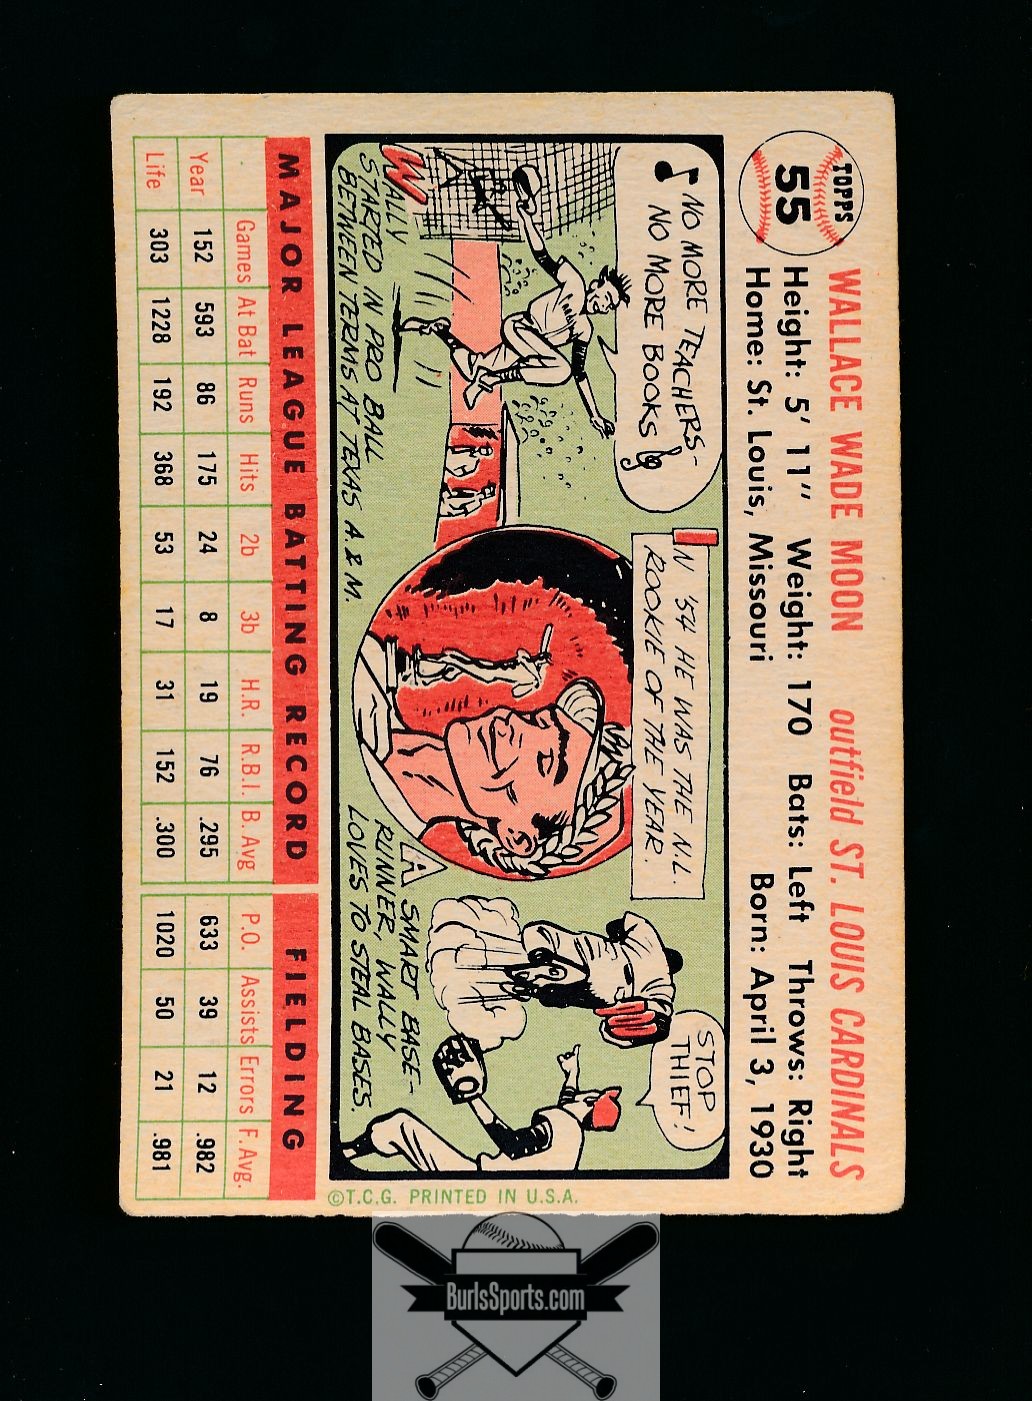 TOPPS
55
WALLACE WADE MOON outfield ST. LOUIS CARDINALS
Height: 5' 11" Weight: 170 Bats: Left Throws: Right
Home: St. Louis, Missouri Born: April 3, 1930
NO MORE TEACHERS-
NO MORE BOOKS
WALLY
STARTED IN PRO BALL
BETWEEN TERMS AT TEXAS A. & M.
IN '54 HE WAS THE N.L.
ROOKIE OF THE YEAR.
STOP
THIEF!
A SMART BASE-
RUNNER, WALLY
LOVES TO STEAL BASES.
MAJOR LEAGUE BATTING RECORD FIELDING
Games At Bat Runs Hits 2b 3b H.R. R.B.I. B. Avg P.O. Assists Errors F. Avg.
Year 152 593 86 175 24 8 19 76 .295 633 39 12 .982
Life 303 1228 192 368 53 17 31 152 .300 1020 50 21 .981
©T.C.G. PRINTED IN U.S.A.
BurlsSports.com